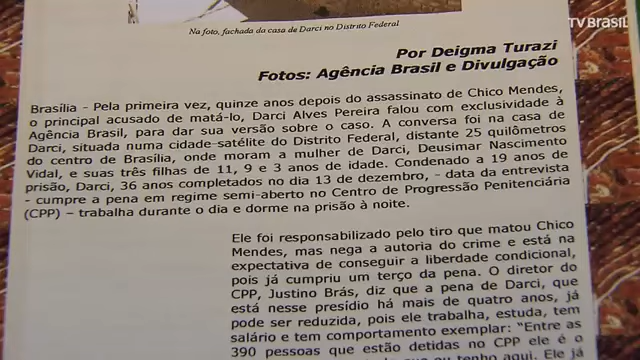 TV BRASIL
Na foto, fachada da casa de Darci no Distrito Federal
Por Deigma Turazi
Fotos: Agência Brasil e Divulgação
Brasília - Pela primeira vez, quinze anos depois do assassinato de Chico Mendes,
o principal acusado de matá-lo, Darci Alves Pereira falou com exclusividade à
Agência Brasil, para dar sua versão sobre o caso. A conversa foi na casa de
Darci, situada numa cidade-satélite do Distrito Federal, distante 25 quilômetros
do centro de Brasília, onde moram a mulher de Darci, Deusimar Nascimento
Vidal, e suas três filhas de 11, 9 e 3 anos de idade. Condenado a 19 anos de
prisão, Darci, 36 anos completados no dia 13 de dezembro, - data da entrevista
- cumpre a pena em regime semi-aberto no Centro de Progressão Penitenciária
(CPP) – trabalha durante o dia e dorme na prisão à noite.
Ele foi responsabilizado pelo tiro que matou Chico
Mendes, mas nega a autoria do crime e está na
expectativa de conseguir a liberdade condicional,
pois já cumpriu um terço da pena. O diretor do
CPP, Justino Brás, diz que a pena de Darci, que
está nesse presídio há mais de quatro anos, já
pode ser reduzida, pois ele trabalha, estuda, tem
salário e tem comportamento exemplar: “Entre as
390 pessoas que estão detidas no CPP ele é o
que eu tenho aqui. Ele já